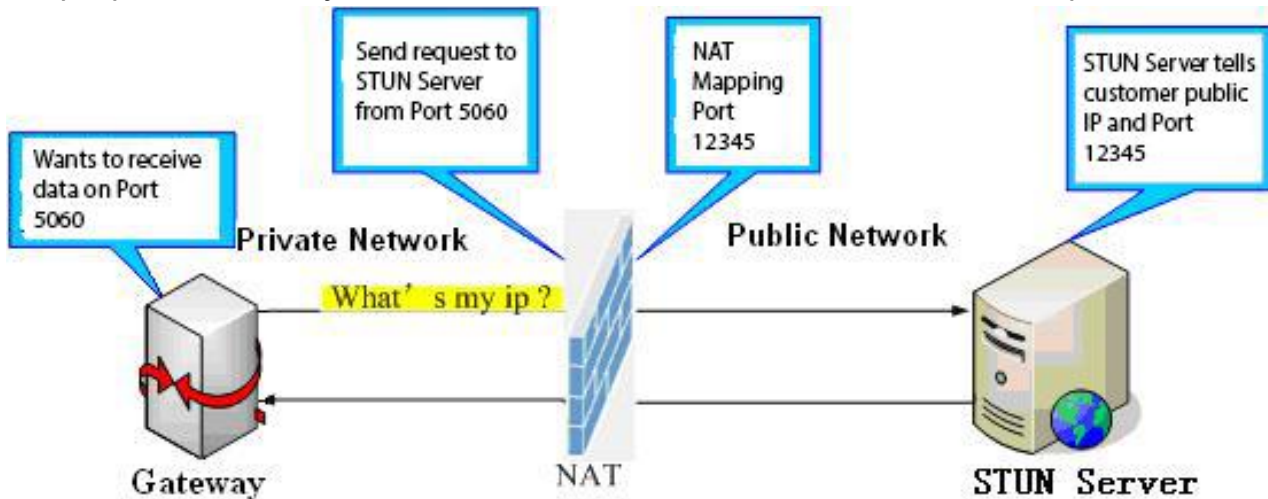 Send request to
STUN Server
from Port 5060
NAT
Mapping
Port
12345
STUN Server tells
customer public
IP and Port
12345
Wants to receive
data on Port
5060
Private Network
Public Network
What’ s my ip ?
Gateway
NAT
STUN Server